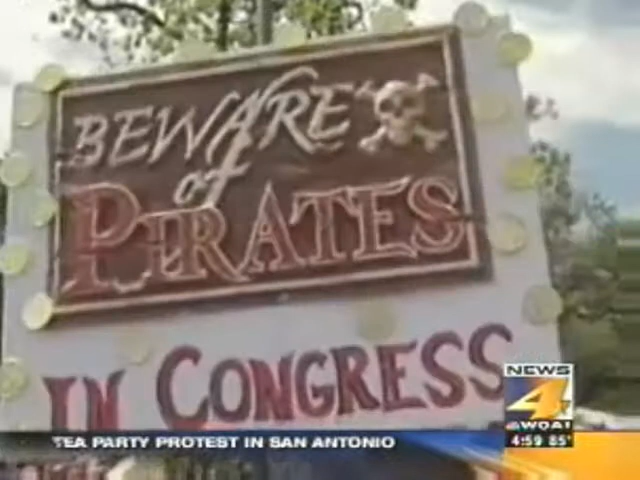 BEWARE
of
PIRATES
IN CONGRESS
NEWS
4
WOAI
4:59 85°
TEA PARTY PROTEST IN SAN ANTONIO